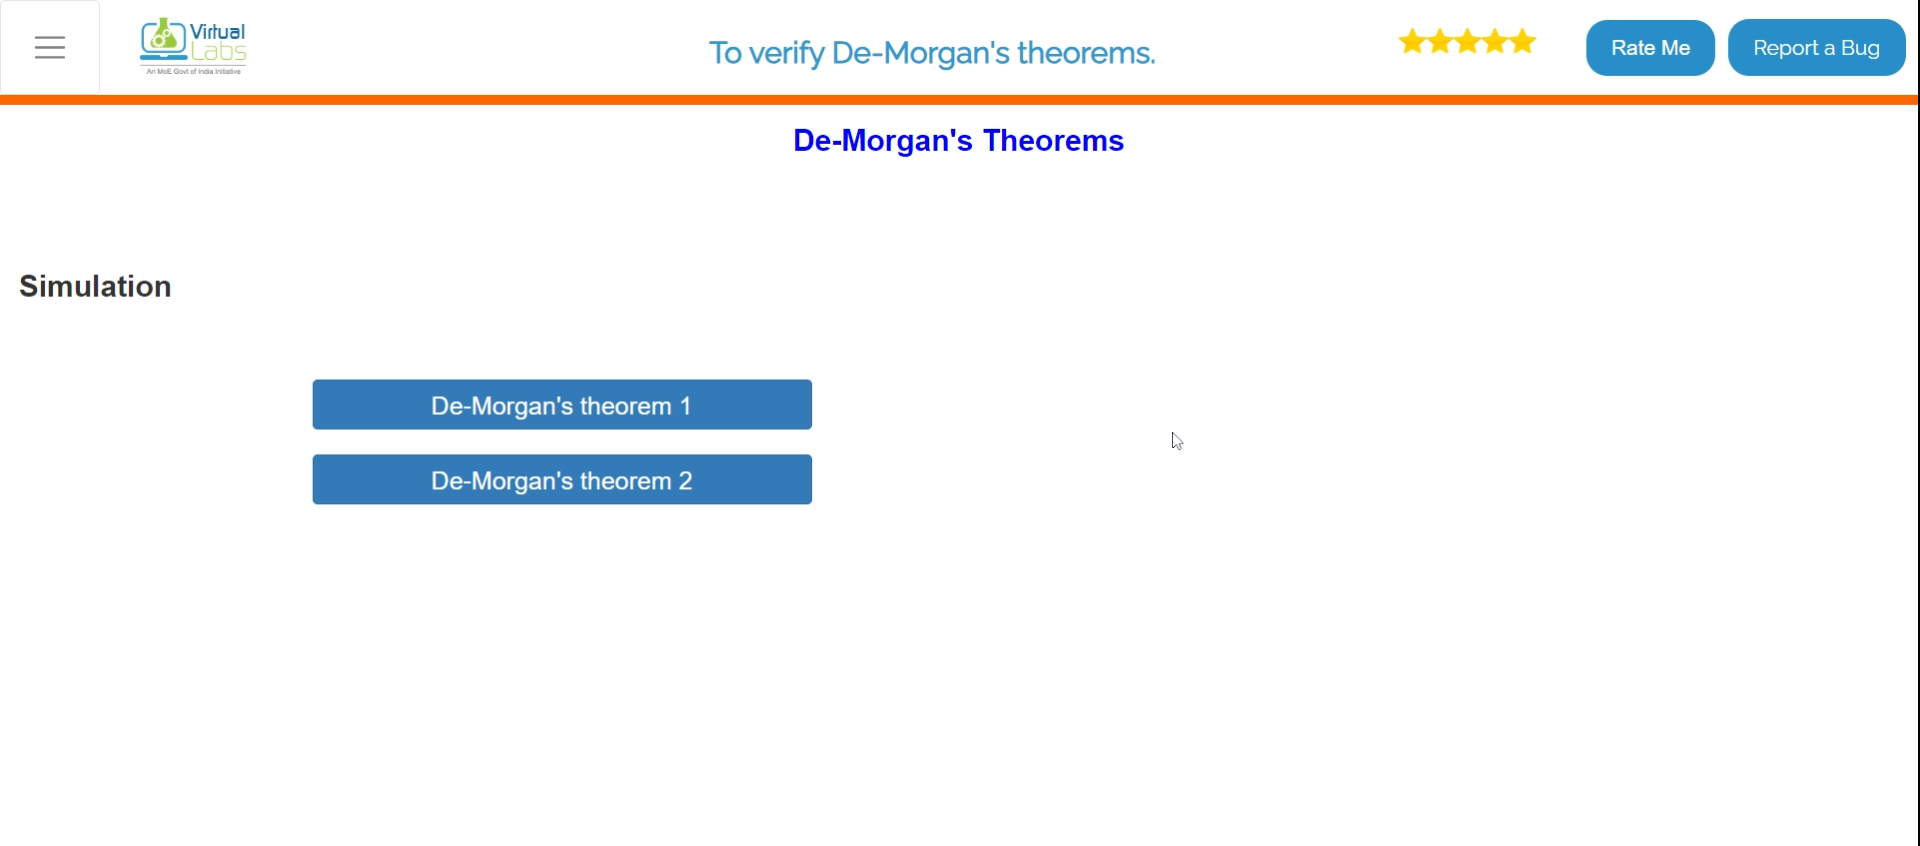 Virtual
Labs
An MoE Govt of India Initiative
To verify De-Morgan's theorems.
Rate Me
Report a Bug
De-Morgan's Theorems
Simulation
De-Morgan's theorem 1
De-Morgan's theorem 2